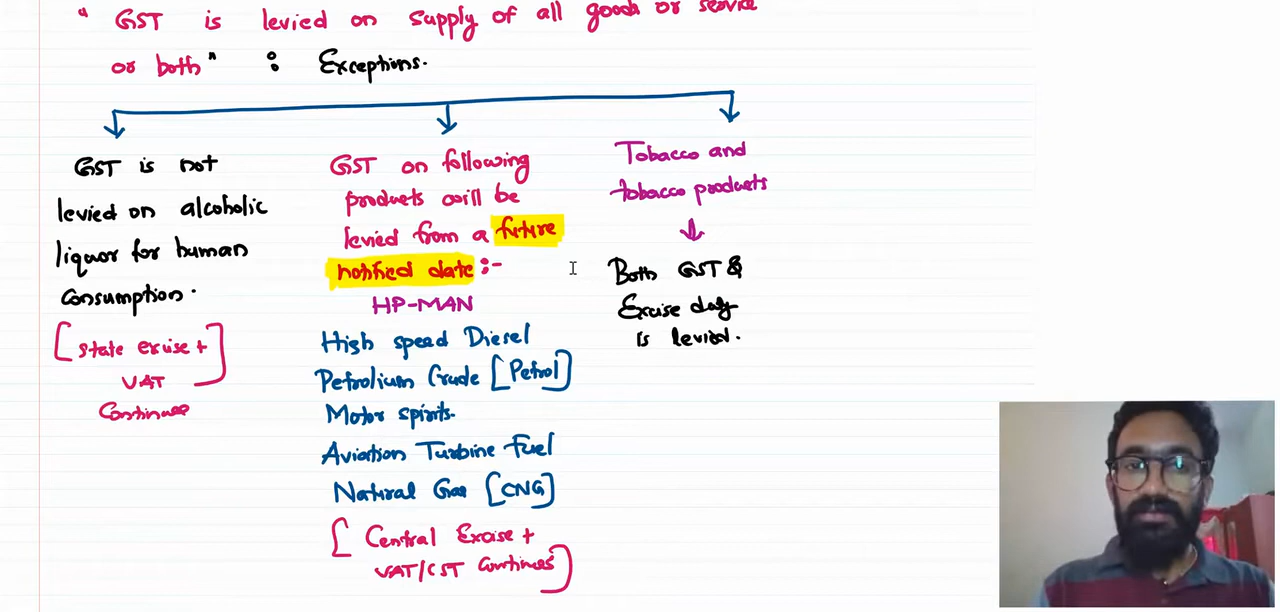 " GST is levied on supply of all goods or service
or both" : Exceptions.
GST is not
levied on alcoholic
liquor for human
consumption.
[State excise +
VAT]
Continues
GST on following
products will be
levied from a future
notified date :-
HP-MAN
High speed Diesel
Petrolium Crude [Petrol]
Motor spirits.
Aviation Turbine Fuel
Natural Gas [CNG]
[Central Excise +
VAT/CST Continues]
Tobacco and
tobacco products
Both GST &
Excise duty
is levied.